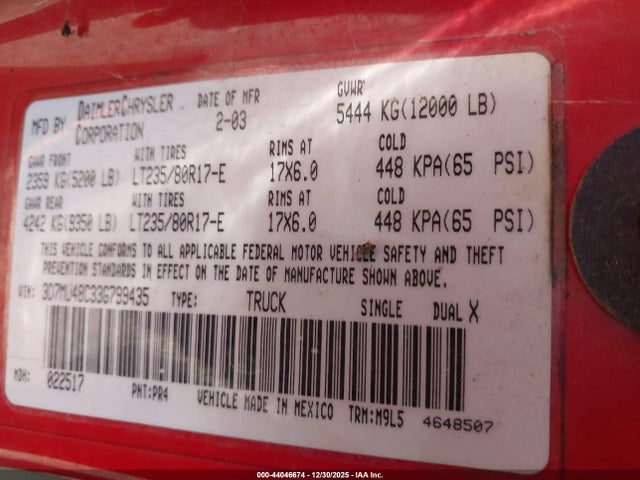 MFD BY DAIMLERCHRYSLER CORPORATION DATE OF MFR 2-03 GVWR 5444 KG(12000 LB)
GAWR FRONT WITH TIRES RIMS AT COLD
2359 KG(5200 LB) LT235/80R17-E 17X6.0 448 KPA(65 PSI)
GAWR REAR WITH TIRES RIMS AT COLD
4242 KG(9350 LB) LT235/80R17-E 17X6.0 448 KPA(65 PSI)
THIS VEHICLE CONFORMS TO ALL APPLICABLE FEDERAL MOTOR VEHICLE SAFETY AND THEFT
PREVENTION STANDARDS IN EFFECT ON THE DATE OF MANUFACTURE SHOWN ABOVE.
VIN: 3D7MU48C33G799435 TYPE: TRUCK SINGLE DUAL X
MDH: 022517 PNT:PR4 VEHICLE MADE IN MEXICO TRM:M9L5 4648507
000-44046674 - 12/30/2025 - IAA Inc.